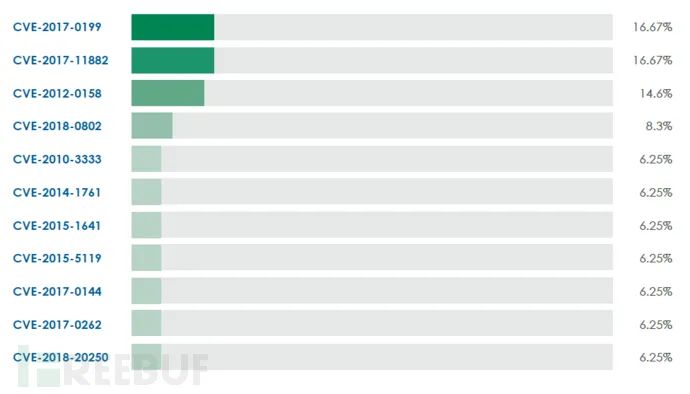 CVE-2017-0199 16.67%
CVE-2017-11882 16.67%
CVE-2012-0158 14.6%
CVE-2018-0802 8.3%
CVE-2010-3333 6.25%
CVE-2014-1761 6.25%
CVE-2015-1641 6.25%
CVE-2015-5119 6.25%
CVE-2017-0144 6.25%
CVE-2017-0262 6.25%
CVE-2018-20250 6.25%
FREEBUF